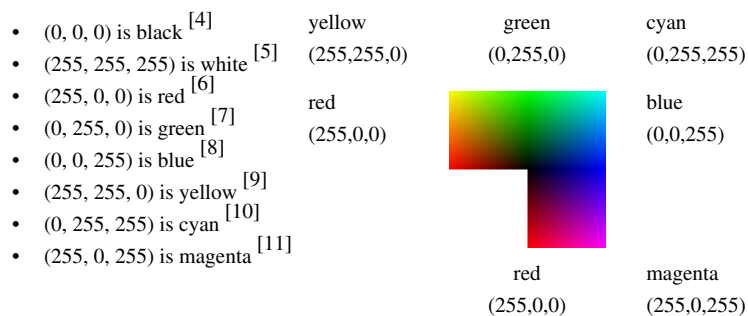 • (0, 0, 0) is black [4]
• (255, 255, 255) is white [5]
• (255, 0, 0) is red [6]
• (0, 255, 0) is green [7]
• (0, 0, 255) is blue [8]
• (255, 255, 0) is yellow [9]
• (0, 255, 255) is cyan [10]
• (255, 0, 255) is magenta [11]
yellow green cyan
(255,255,0) (0,255,0) (0,255,255)
red blue
(255,0,0) (0,0,255)
red magenta
(255,0,0) (255,0,255)